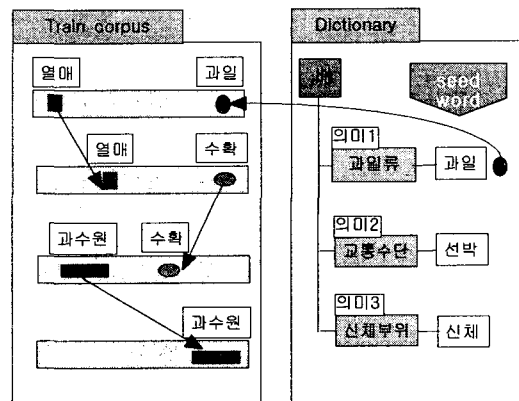 Train corpus
열매
과일
열매
수확
과수원
수확
과수원
Dictionary
배
seed
word
의미1
과일류
과일
의미2
교통수단
선박
의미3
신체부위
신체